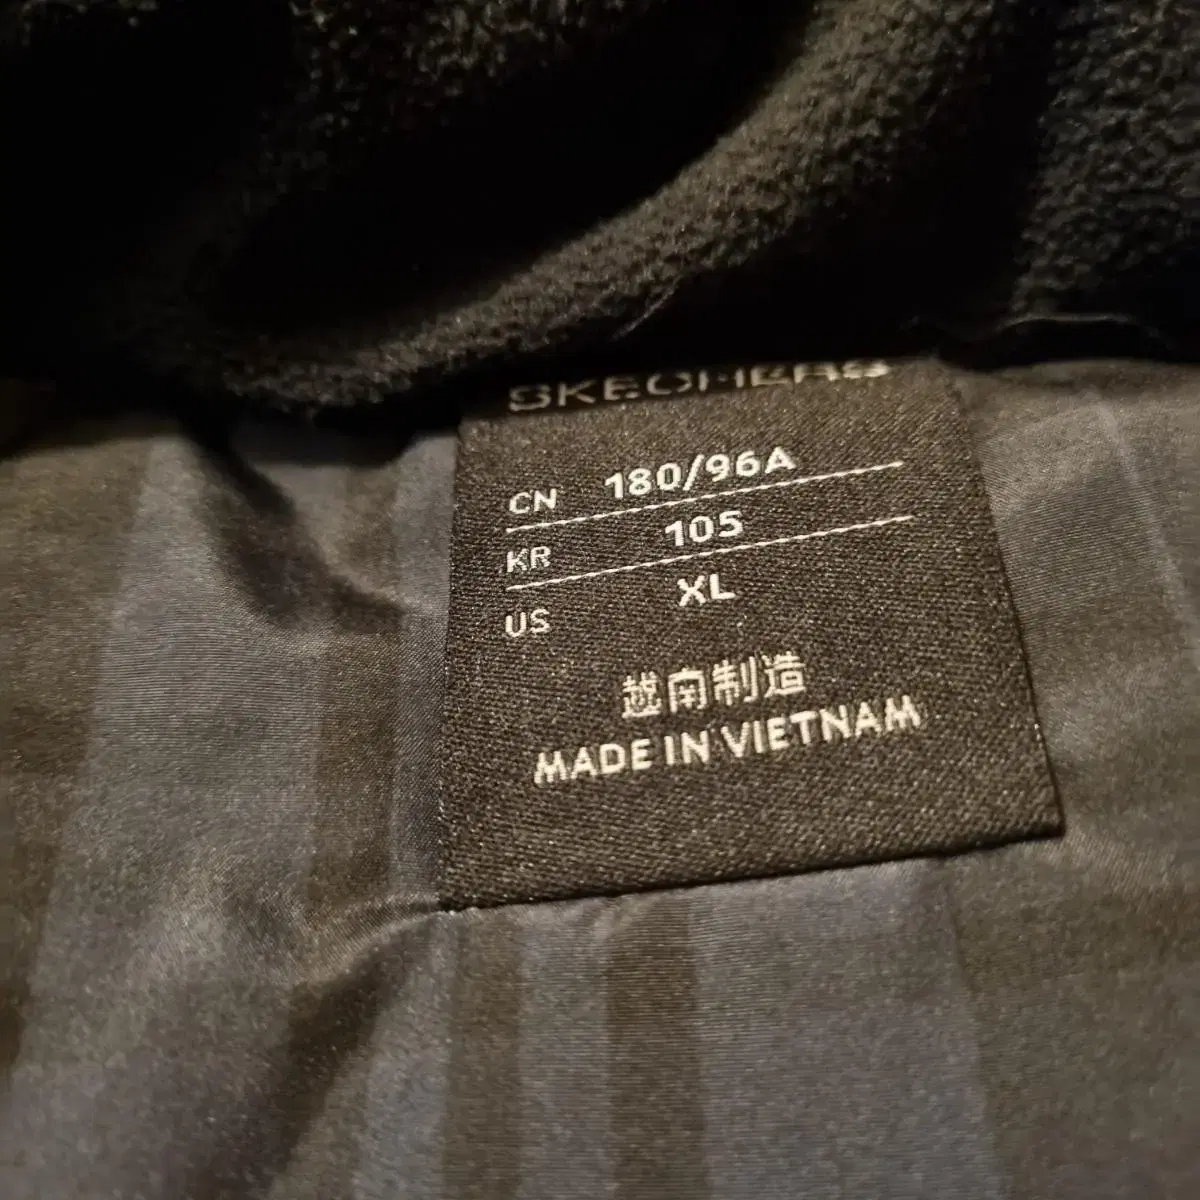 SKECHERS
CN 180/96A
KR 105
US XL
越南制造
MADE IN VIETNAM